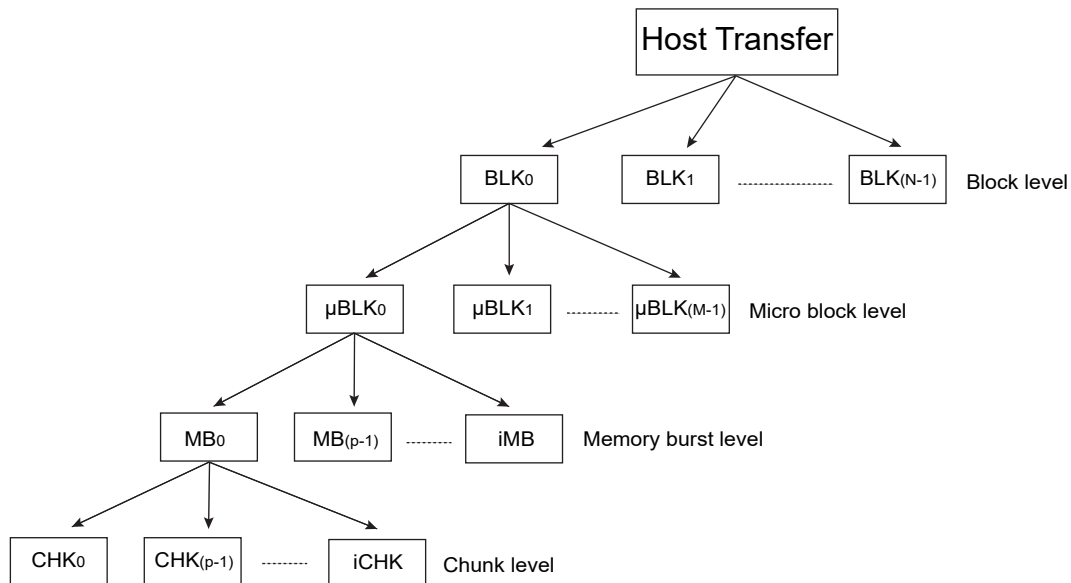 Host Transfer
BLK0 BLK1 BLK(N-1) Block level
µBLK0 µBLK1 µBLK(M-1) Micro block level
MB0 MB(p-1) iMB Memory burst level
CHK0 CHK(p-1) iCHK Chunk level